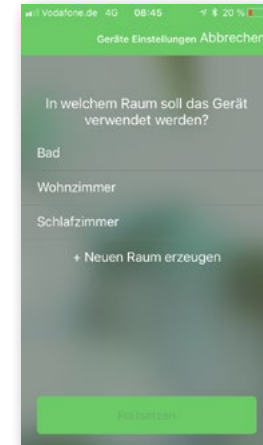 Vodafone.de 4G 08:45 20 %
Geräte Einstellungen Abbrechen
In welchem Raum soll das Gerät
verwendet werden?
Bad
Wohnzimmer
Schlafzimmer
+ Neuen Raum erzeugen
Fortsetzen